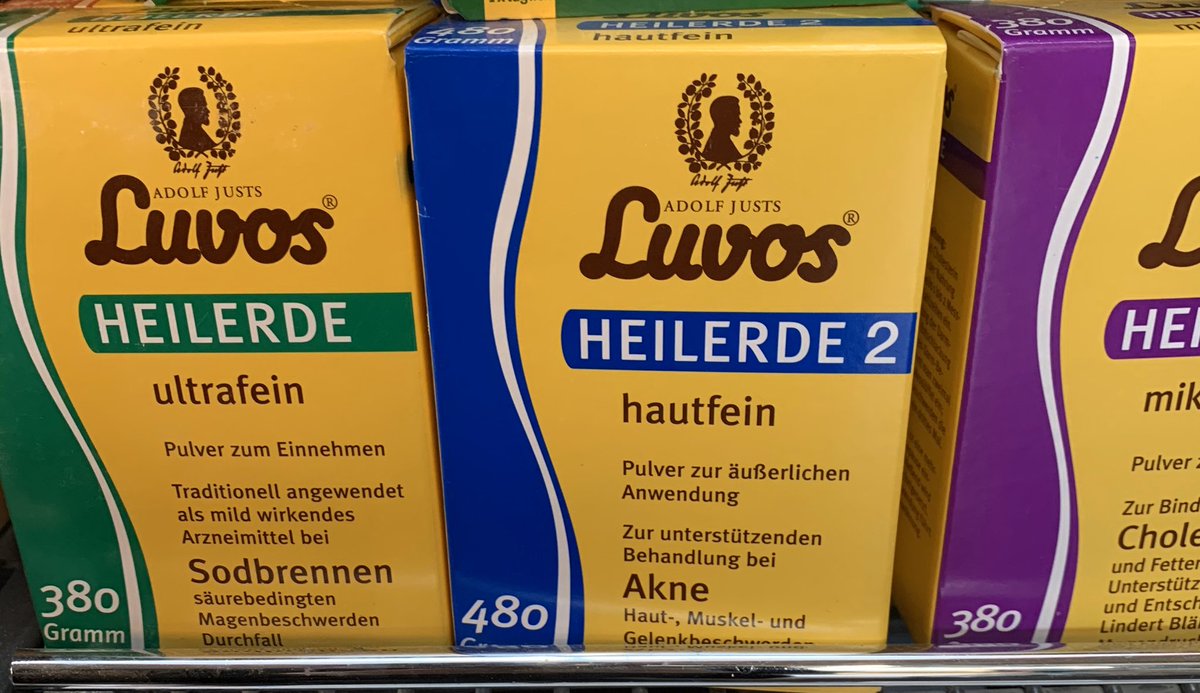 ultrafein
ADOLF JUSTS
Luvos®
HEILERDE
ultrafein
Pulver zum Einnehmen
Traditionell angewendet
als mild wirkendes
Arzneimittel bei
Sodbrennen
säurebedingten
Magenbeschwerden
Durchfall
380
Gramm
480
Gramm
HEILERDE 2
hautfein
Adolf Just
ADOLF JUSTS
Luvos®
HEILERDE 2
hautfein
Pulver zur äußerlichen
Anwendung
Zur unterstützenden
Behandlung bei
Akne
Haut-, Muskel- und
Gelenkbeschwerden
480
380
Gramm
Pulver
Zur Bind
Chole
und Fetter
Unterstütz
und Entsch
Lindert Blä
380